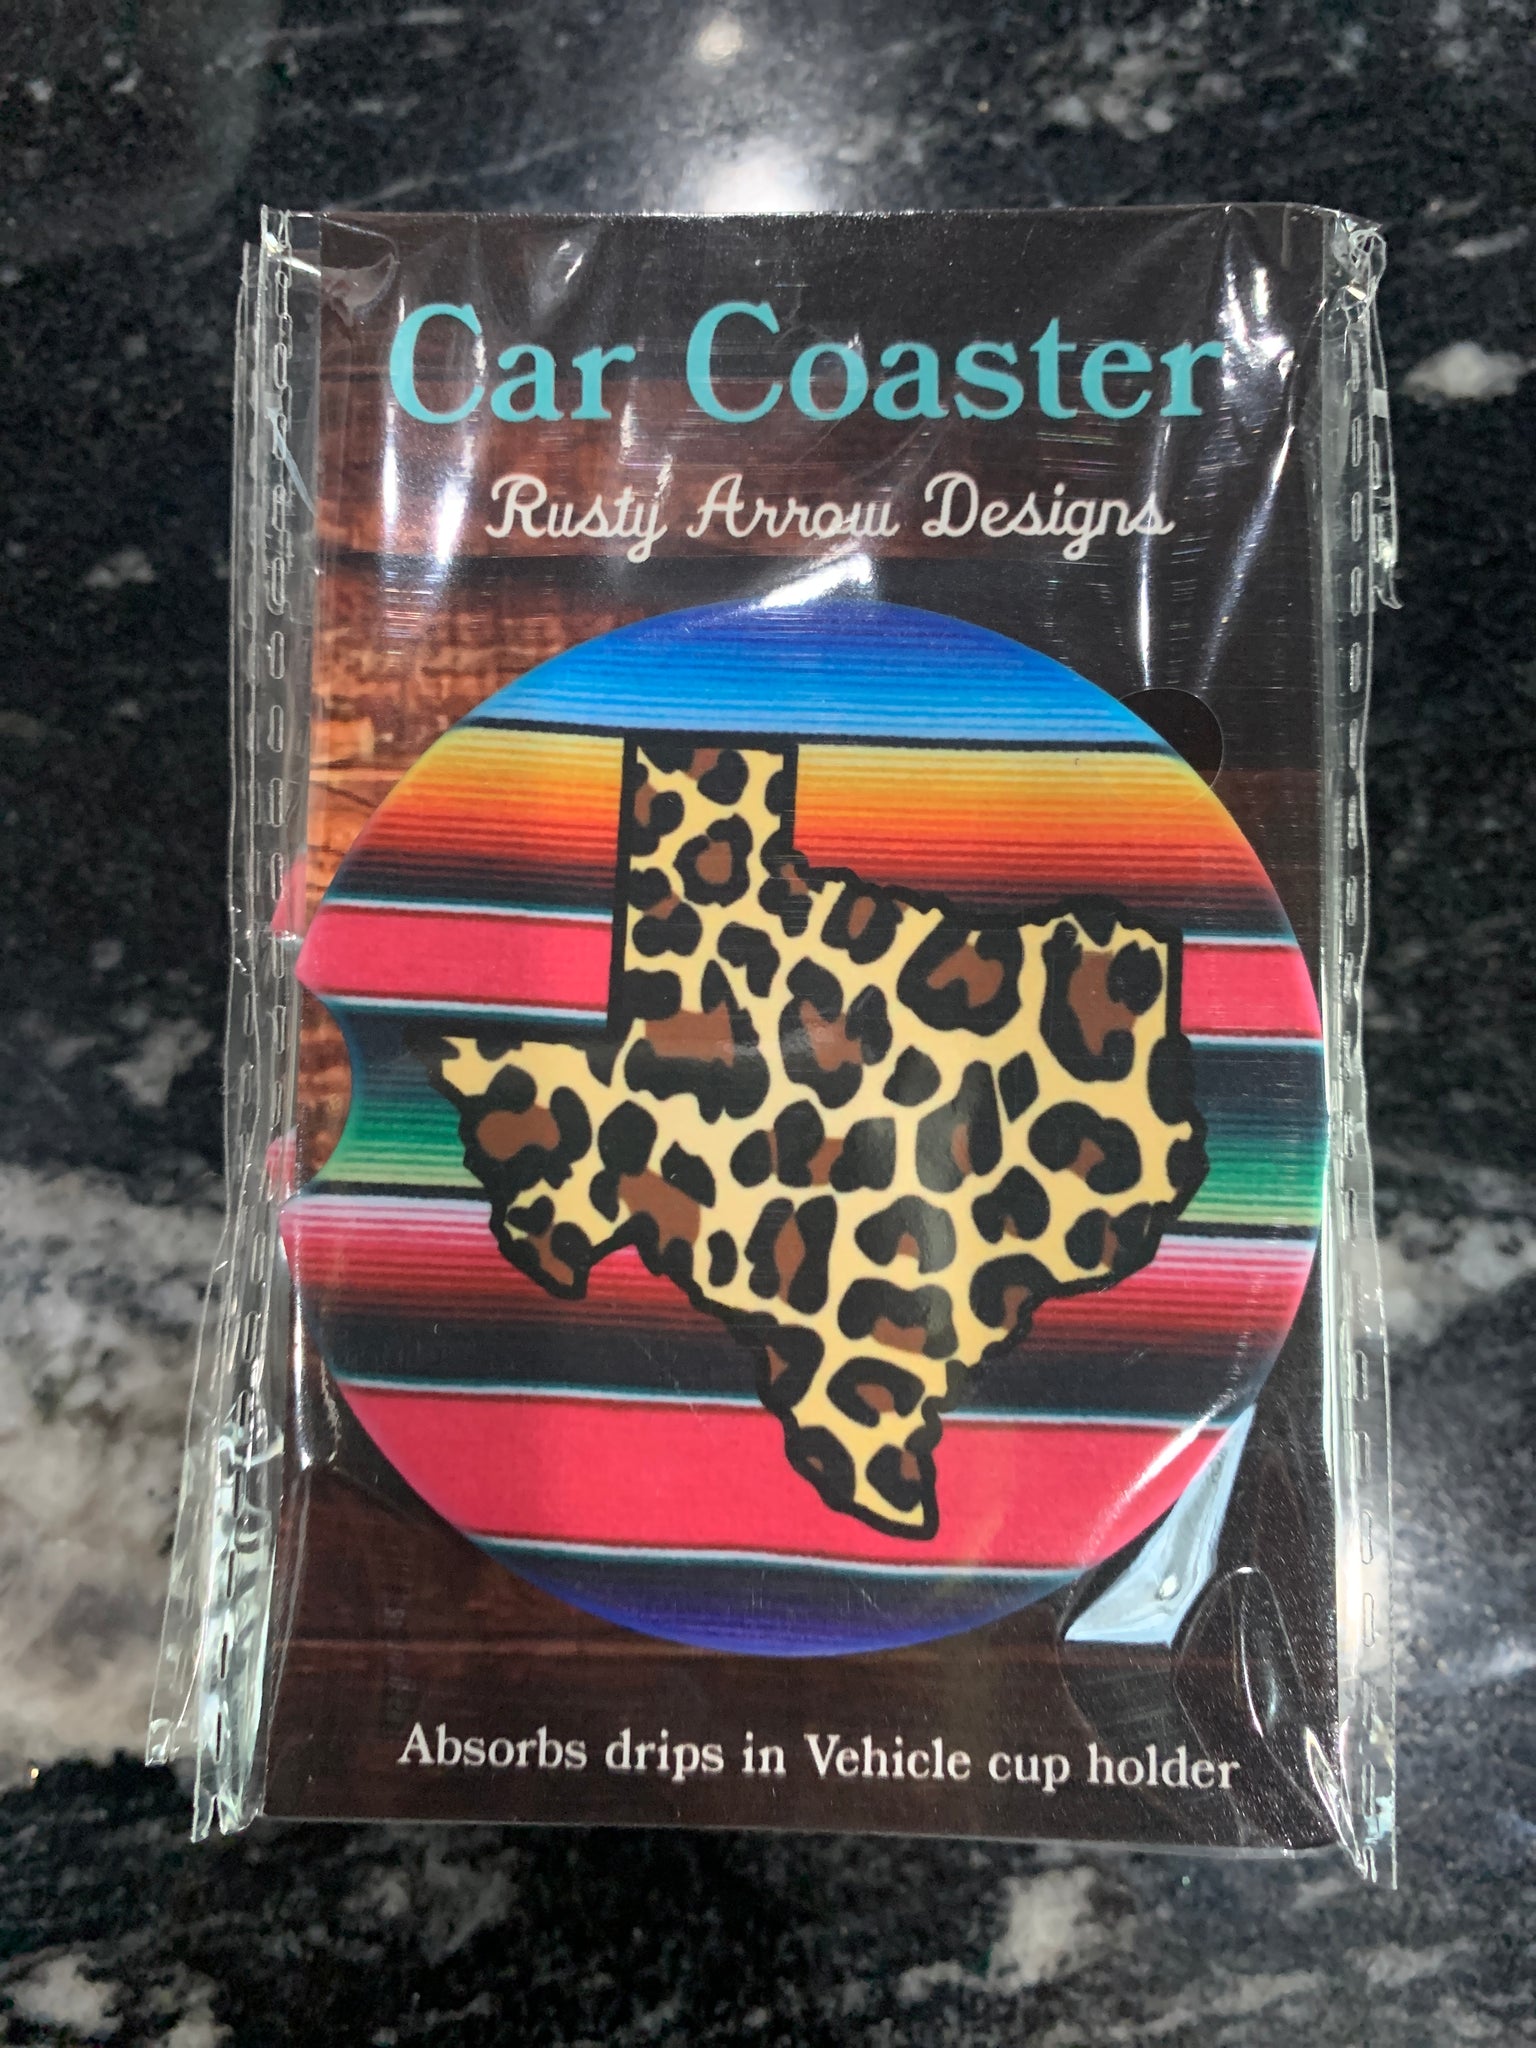 Car Coaster
Rusty Arrow Designs
Absorbs drips in Vehicle cup holder